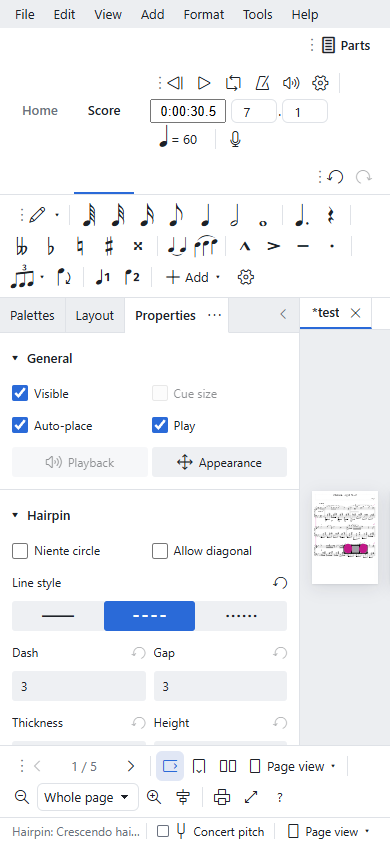 File Edit View Add Format Tools Help
Parts
Home Score 0:00:30.5 7 . 1
= 60
3 1 2 Add
Palettes Layout Properties *test
General
Visible Cue size
Auto-place Play
Playback Appearance
Hairpin
Niente circle Allow diagonal
Line style
Dash Gap
3 3
Thickness Height
1 / 5 Page view
Whole page ?
Hairpin: Crescendo hai... Concert pitch Page view